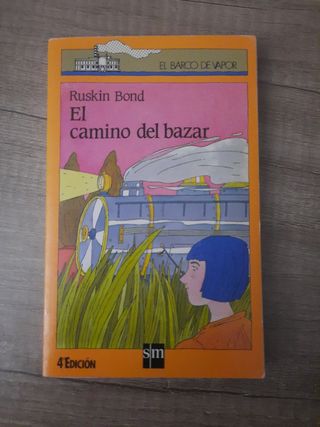 EL BARCO DE VAPOR
Ruskin Bond
El
camino del bazar
4ª EDICIÓN
sm